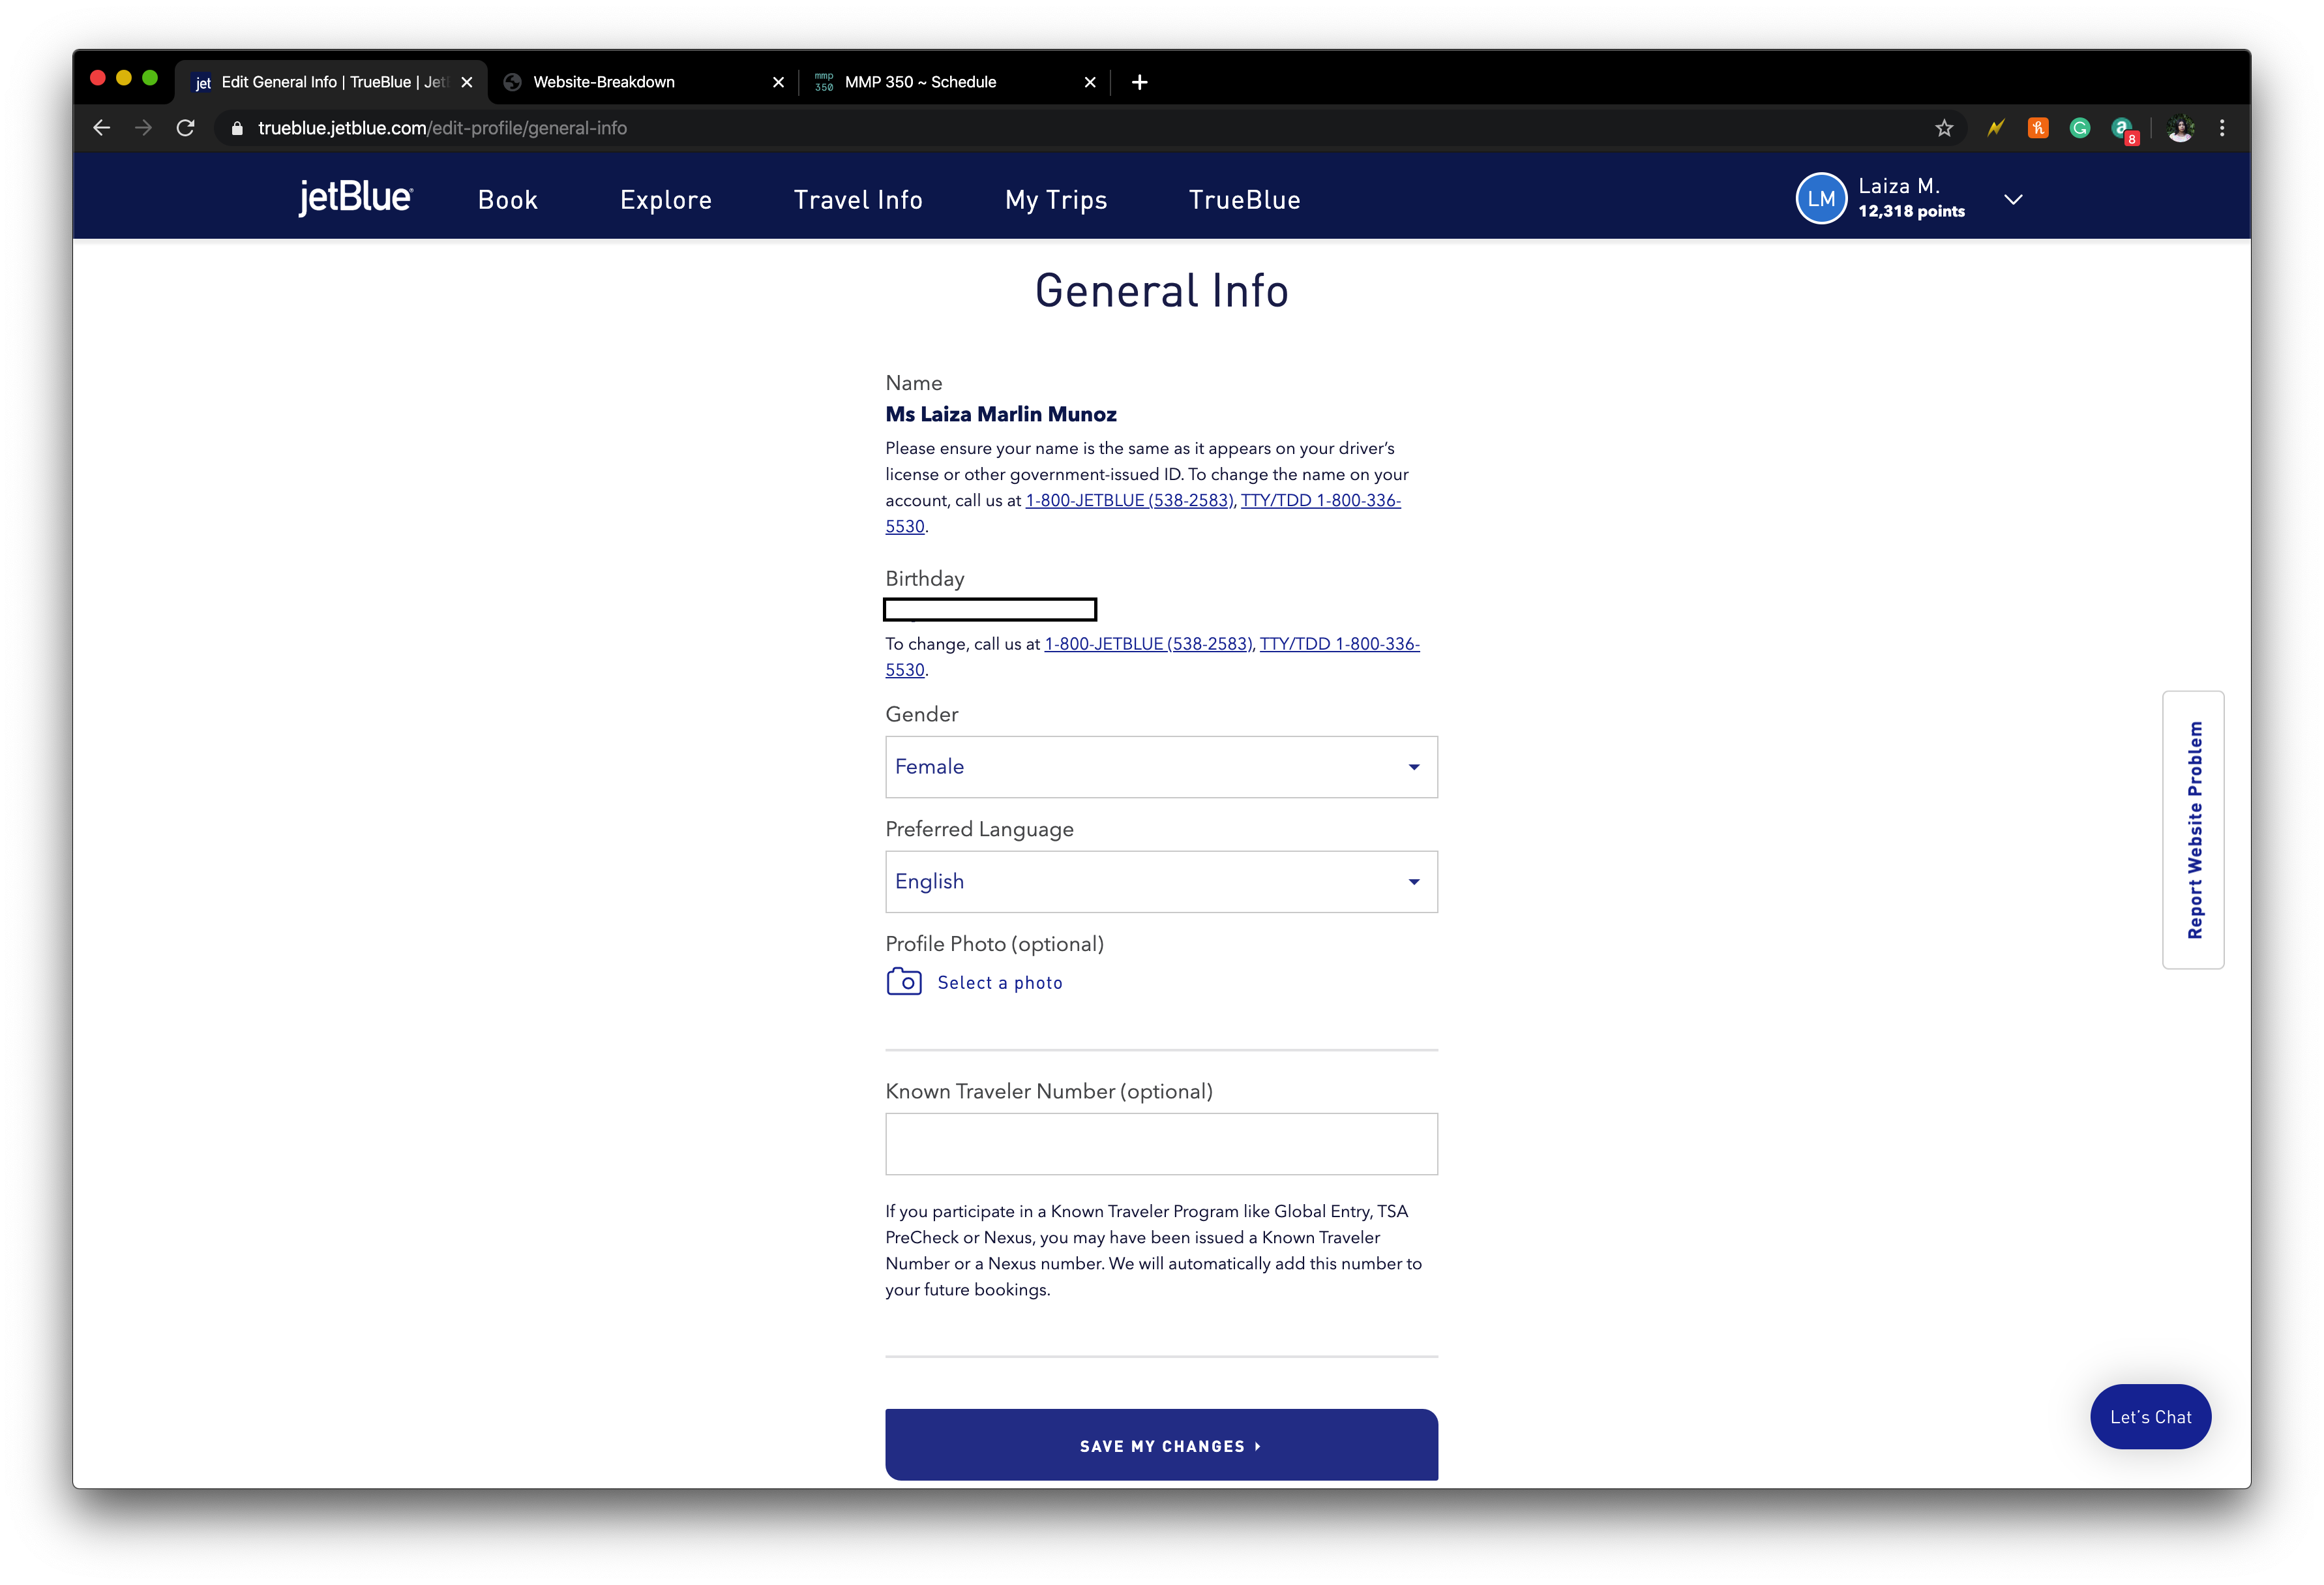 jet Edit General Info | TrueBlue | Jet
Website-Breakdown
mmp 350 MMP 350 ~ Schedule
trueblue.jetblue.com/edit-profile/general-info
8
jetBlue Book Explore Travel Info My Trips TrueBlue
LM Laiza M.
12,318 points
General Info
Name
Ms Laiza Marlin Munoz
Please ensure your name is the same as it appears on your driver’s
license or other government-issued ID. To change the name on your
account, call us at 1-800-JETBLUE (538-2583), TTY/TDD 1-800-336-
5530.
Birthday
To change, call us at 1-800-JETBLUE (538-2583), TTY/TDD 1-800-336-
5530.
Gender
Female
Preferred Language
English
Profile Photo (optional)
Select a photo
Report Website Problem
Known Traveler Number (optional)
If you participate in a Known Traveler Program like Global Entry, TSA
PreCheck or Nexus, you may have been issued a Known Traveler
Number or a Nexus number. We will automatically add this number to
your future bookings.
Let’s Chat
SAVE MY CHANGES